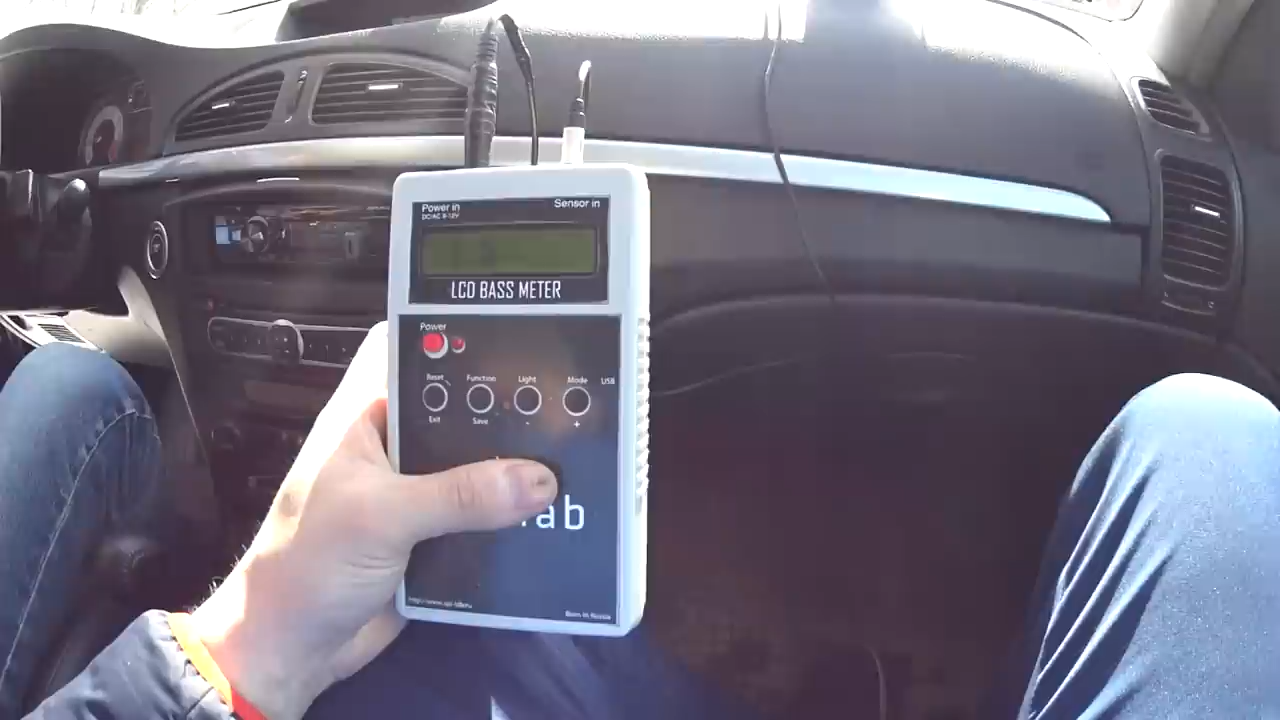 Power in
Sensor in
DC/AC 9-12V
LCD BASS METER
Power
Reset
Function
Light
Mode
USB
Exit
Save
-
+
lab
Born in Russia